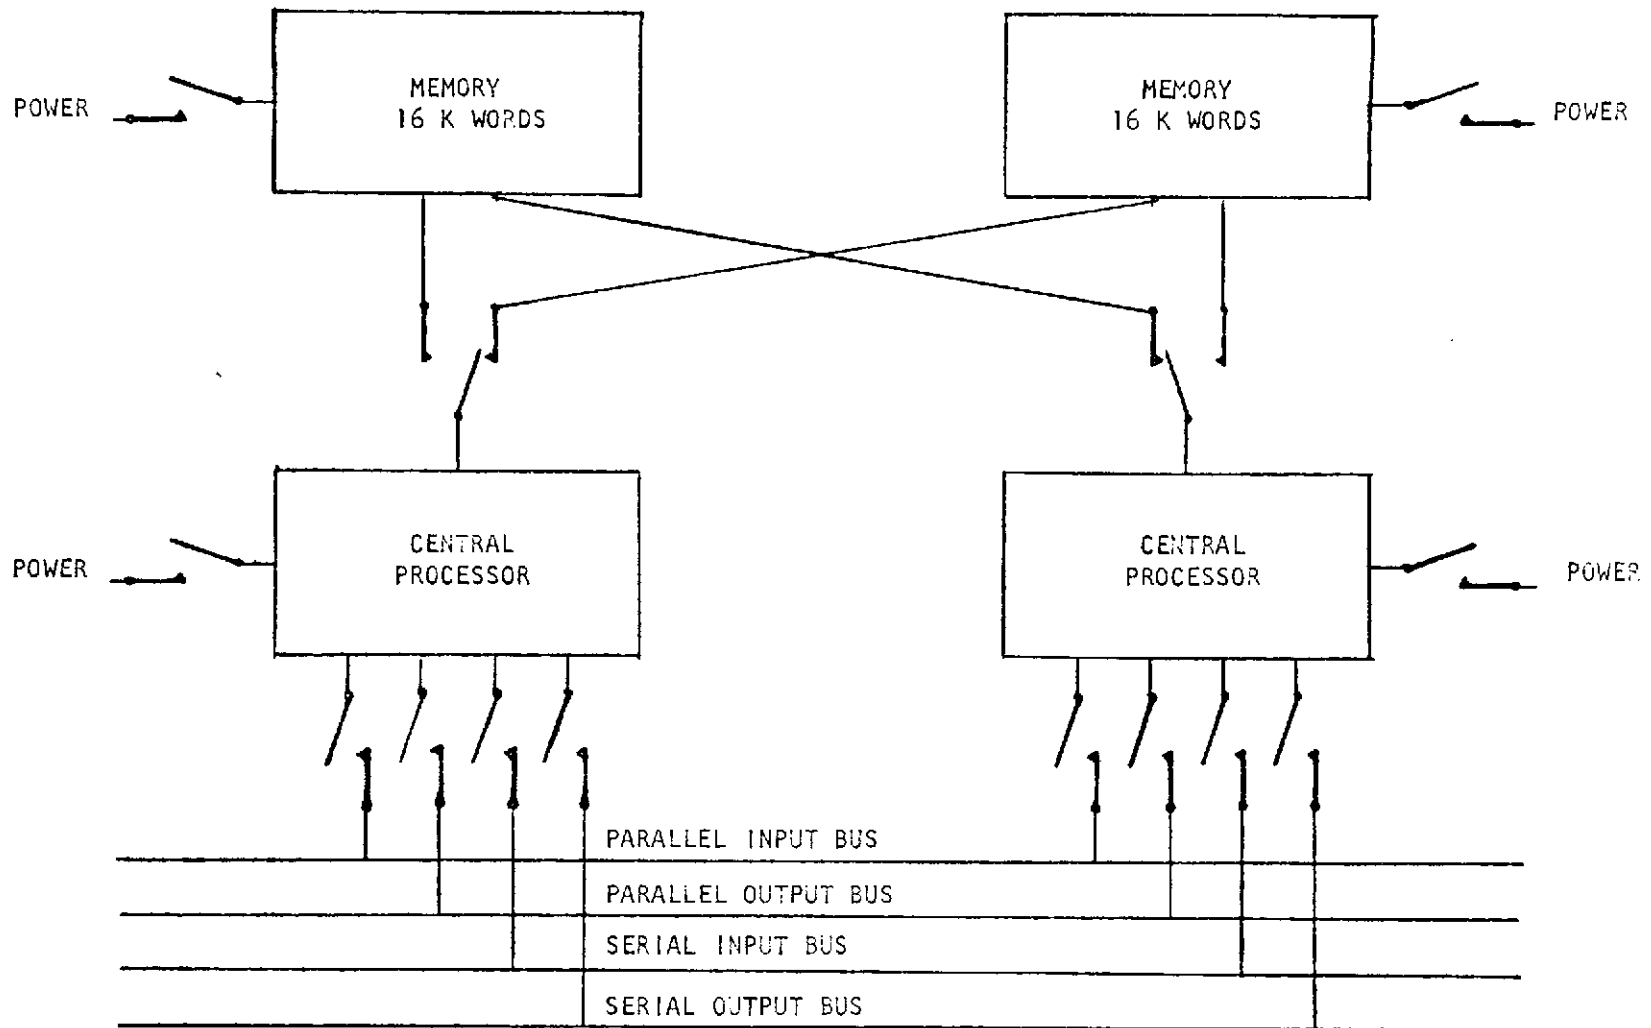 MEMORY
16 K WORDS
MEMORY
16 K WORDS
POWER
POWER
CENTRAL
PROCESSOR
CENTRAL
PROCESSOR
POWER
POWER
PARALLEL INPUT BUS
PARALLEL OUTPUT BUS
SERIAL INPUT BUS
SERIAL OUTPUT BUS